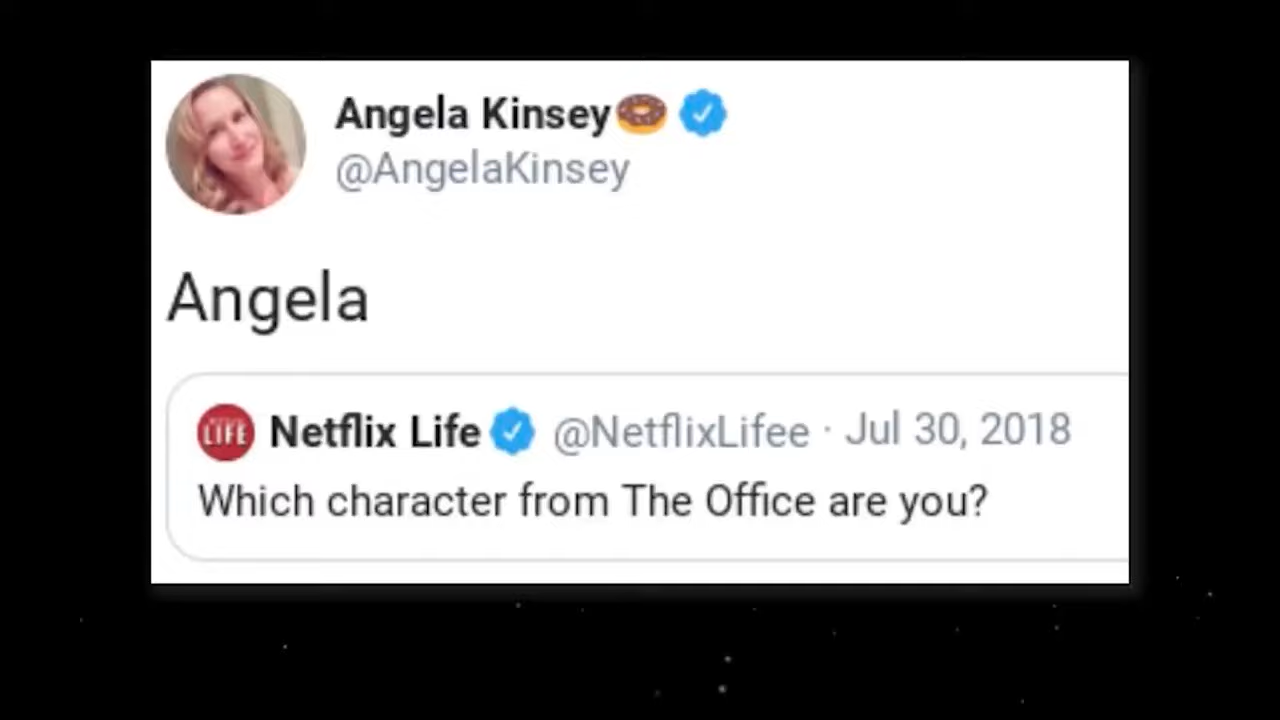 Angela Kinsey🍩
@AngelaKinsey
Angela
LIFE Netflix Life @NetflixLifee · Jul 30, 2018
Which character from The Office are you?